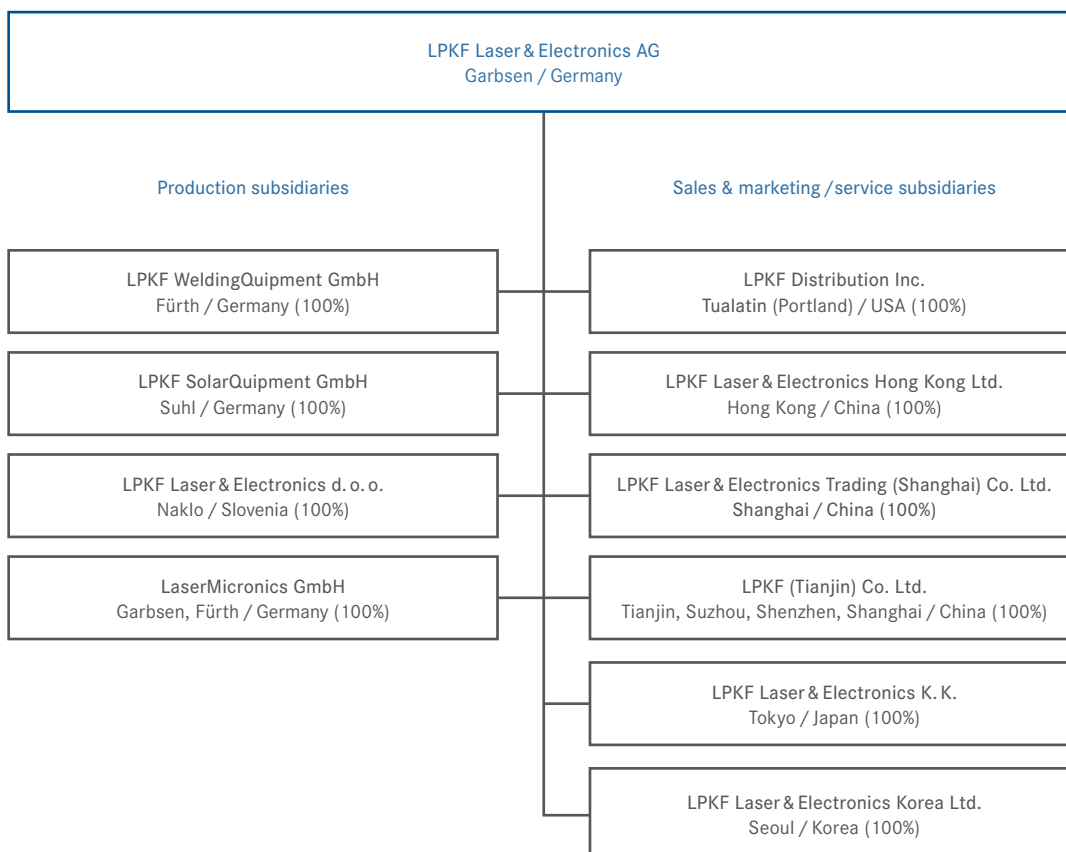 LPKF Laser & Electronics AG
Garbsen / Germany
Production subsidiaries
LPKF WeldingQuipment GmbH
Fürth / Germany (100%)
LPKF SolarQuipment GmbH
Suhl / Germany (100%)
LPKF Laser & Electronics d. o. o.
Naklo / Slovenia (100%)
LaserMicronics GmbH
Garbsen, Fürth / Germany (100%)
Sales & marketing / service subsidiaries
LPKF Distribution Inc.
Tualatin (Portland) / USA (100%)
LPKF Laser & Electronics Hong Kong Ltd.
Hong Kong / China (100%)
LPKF Laser & Electronics Trading (Shanghai) Co. Ltd.
Shanghai / China (100%)
LPKF (Tianjin) Co. Ltd.
Tianjin, Suzhou, Shenzhen, Shanghai / China (100%)
LPKF Laser & Electronics K. K.
Tokyo / Japan (100%)
LPKF Laser & Electronics Korea Ltd.
Seoul / Korea (100%)